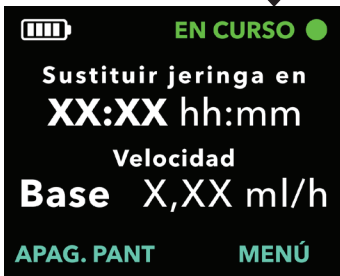 EN CURSO
Sustituir jeringa en
XX:XX hh:mm
Velocidad
Base X,XX ml/h
APAG. PANT MENÚ